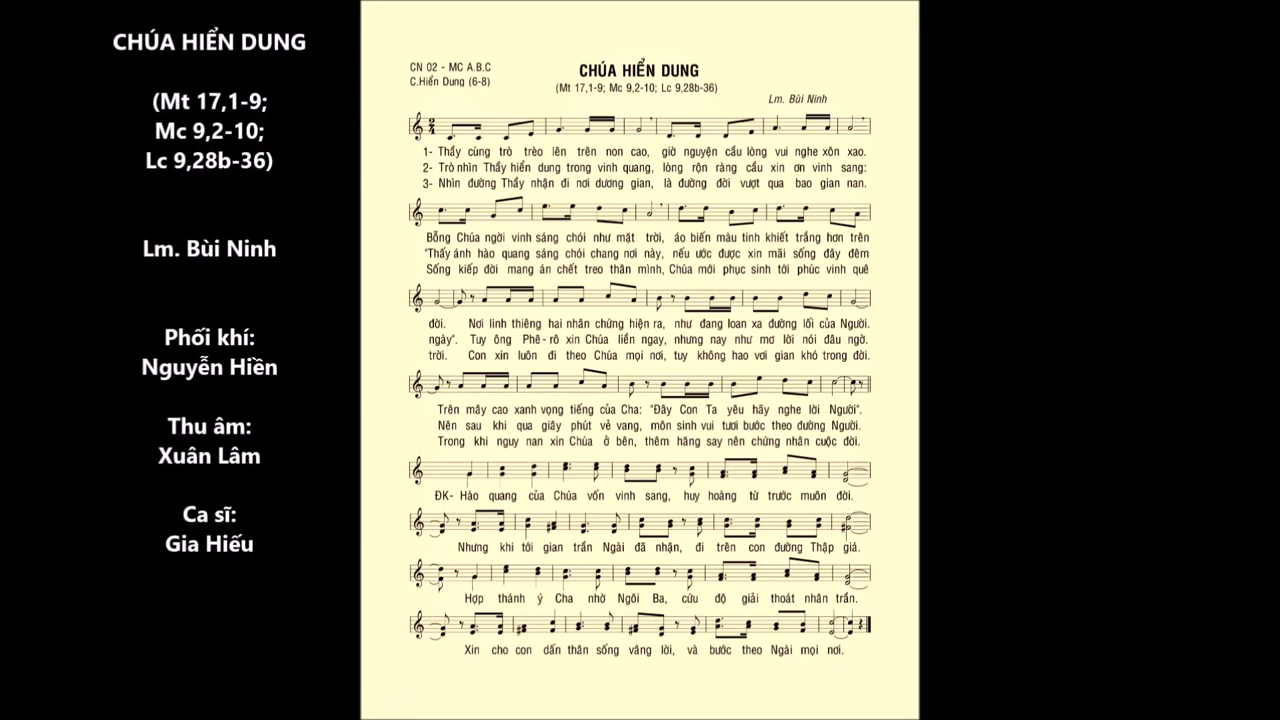 CHÚA HIỂN DUNG
(Mt 17,1-9;
Mc 9,2-10;
Lc 9,28b-36)
Lm. Bùi Ninh
Phối khí:
Nguyễn Hiền
Thu âm:
Xuân Lâm
Ca sĩ:
Gia Hiếu
CN 02 - MC A.B.C
C.Hiển Dung (6-8)
CHÚA HIỂN DUNG
(Mt 17,1-9; Mc 9,2-10; Lc 9,28b-36)
Lm. Bùi Ninh
1- Thầy cùng trò trèo lên trên non cao, giờ nguyện cầu lòng vui nghe xôn xao.
2- Trò nhìn Thầy hiển dung trong vinh quang, lòng rộn ràng cầu xin ơn vinh sang:
3- Nhìn đường Thầy nhận đi nơi dương gian, là đường đời vượt qua bao gian nan.
Bỗng Chúa ngời vinh sáng chói như mặt trời, áo biến màu tinh khiết trắng hơn trên
"Thấy ánh hào quang sáng chói chang nơi này, nếu ước được xin mãi sống đây đêm
Sống kiếp đời mang án chết treo thân mình, Chúa mới phục sinh tới phúc vinh quê
đời. Nơi linh thiêng hai nhân chứng hiện ra, như đang loan xa đường lối của Người.
ngày". Tuy ông Phê-rô xin Chúa liền ngay, nhưng nay như mơ lời nói đâu ngờ.
trời. Con xin luôn đi theo Chúa mọi nơi, tuy không hao vơi gian khó trong đời.
Trên mây cao xanh vọng tiếng của Cha: "Đây Con Ta yêu hãy nghe lời Người".
Nên sau khi qua giây phút vẻ vang, môn sinh vui tươi bước theo đường Người.
Trong khi nguy nan xin Chúa ở bên, thêm hăng say nên chứng nhân cuộc đời.
ĐK- Hào quang của Chúa vốn vinh sang, huy hoàng từ trước muôn đời.
Nhưng khi tới gian trần Ngài đã nhận, đi trên con đường Thập giá.
Hợp thánh ý Cha nhờ Ngôi Ba, cứu độ giải thoát nhân trần.
Xin cho con dấn thân sống vâng lời, và bước theo Ngài mọi nơi.